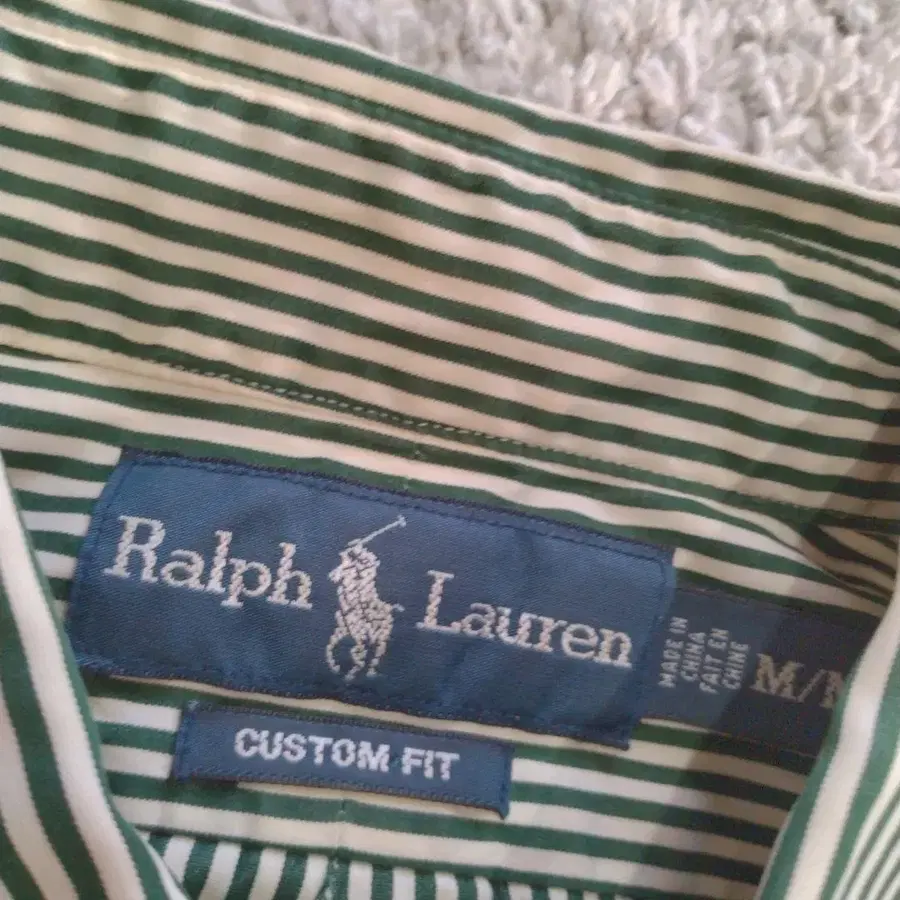 Ralph Lauren
MADE IN
CHINA
FAIT EN
CHINE
M/
CUSTOM FIT